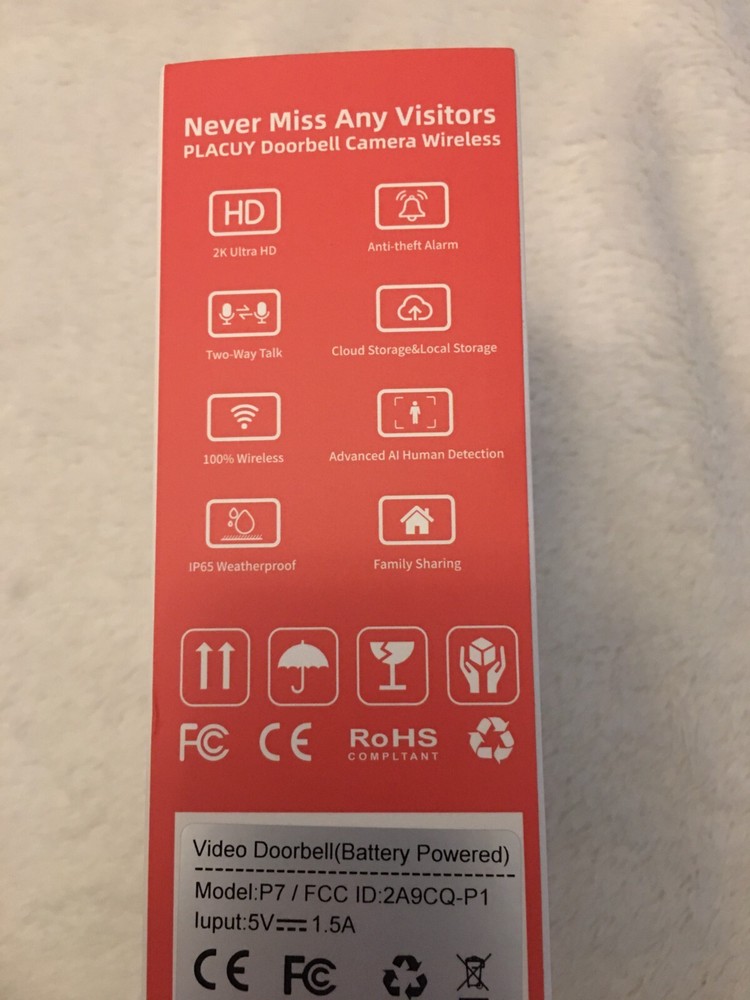 Never Miss Any Visitors
PLACUY Doorbell Camera Wireless
HD
2K Ultra HD
Anti-theft Alarm
Two-Way Talk
Cloud Storage&Local Storage
100% Wireless
Advanced AI Human Detection
IP65 Weatherproof
Family Sharing
FC CE RoHS
COMPLTANT
Video Doorbell(Battery Powered)
Model:P7 / FCC ID:2A9CQ-P1
Iuput:5V 1.5A
CE FC